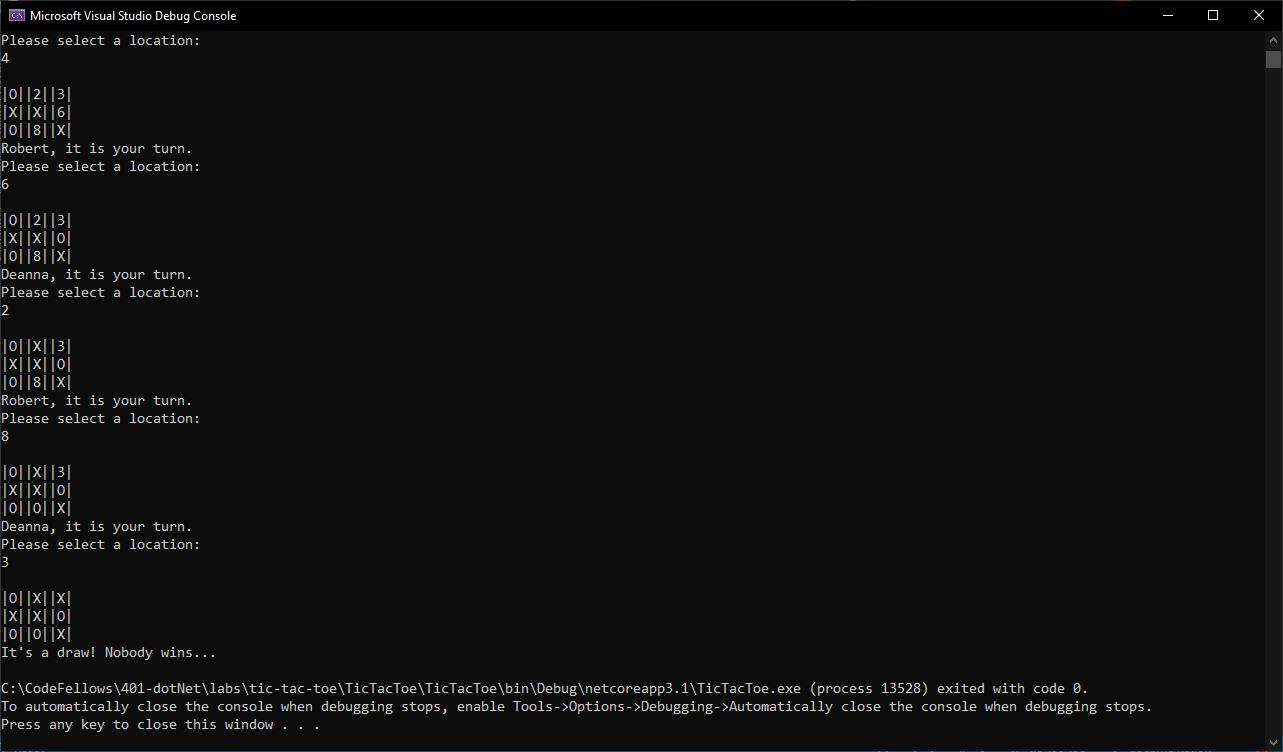 Microsoft Visual Studio Debug Console
Please select a location:
4
|O||2||3|
|X||X||6|
|O||8||X|
Robert, it is your turn.
Please select a location:
6
|O||2||3|
|X||X||O|
|O||8||X|
Deanna, it is your turn.
Please select a location:
2
|O||X||3|
|X||X||O|
|O||8||X|
Robert, it is your turn.
Please select a location:
8
|O||X||3|
|X||X||O|
|O||O||X|
Deanna, it is your turn.
Please select a location:
3
|O||X||X|
|X||X||O|
|O||O||X|
It's a draw! Nobody wins...
C:\CodeFellows\401-dotNet\labs\tic-tac-toe\TicTacToe\TicTacToe\bin\Debug\netcoreapp3.1\TicTacToe.exe (process 13528) exited with code 0.
To automatically close the console when debugging stops, enable Tools->Options->Debugging->Automatically close the console when debugging stops.
Press any key to close this window . . .